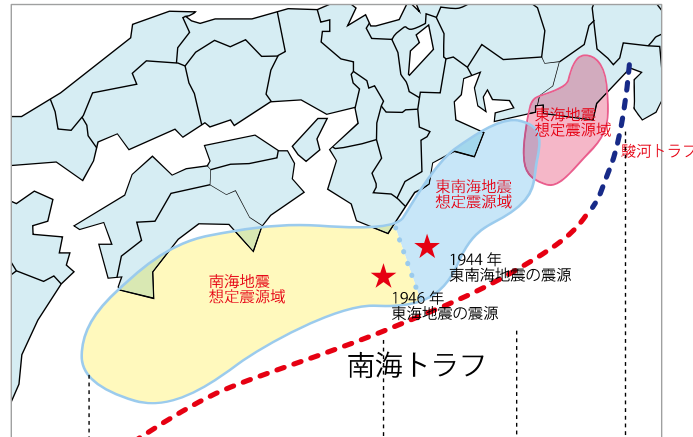 東海地震
想定震源域
駿河トラフ
東南海地震
想定震源域
1944 年
東南海地震の震源
南海地震
想定震源域
1946 年
東海地震の震源
南海トラフ